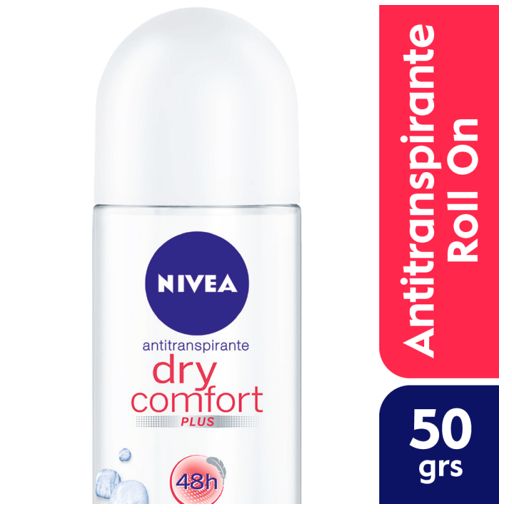 NIVEA
antitranspirante
dry
comfort
PLUS
48h
Antitranspirante
Roll On
50
grs